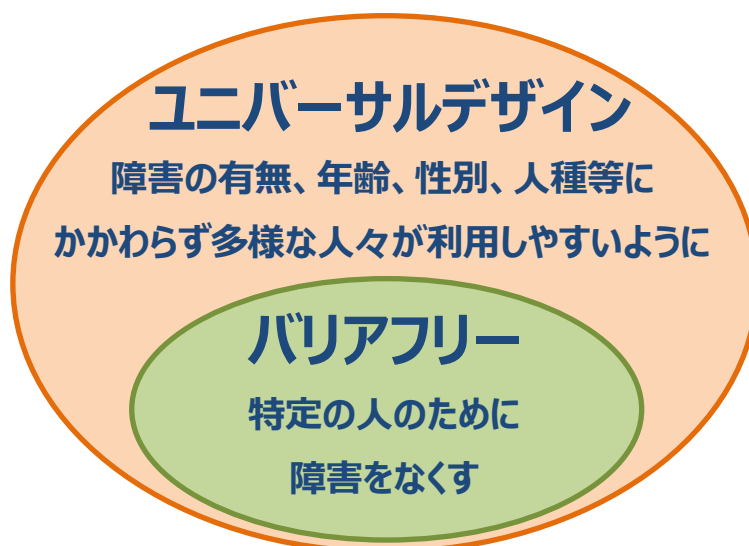 ユニバーサルデザイン
障害の有無、年齢、性別、人種等に
かかわらず多様な人々が利用しやすいように
バリアフリー
特定の人のために
障害をなくす